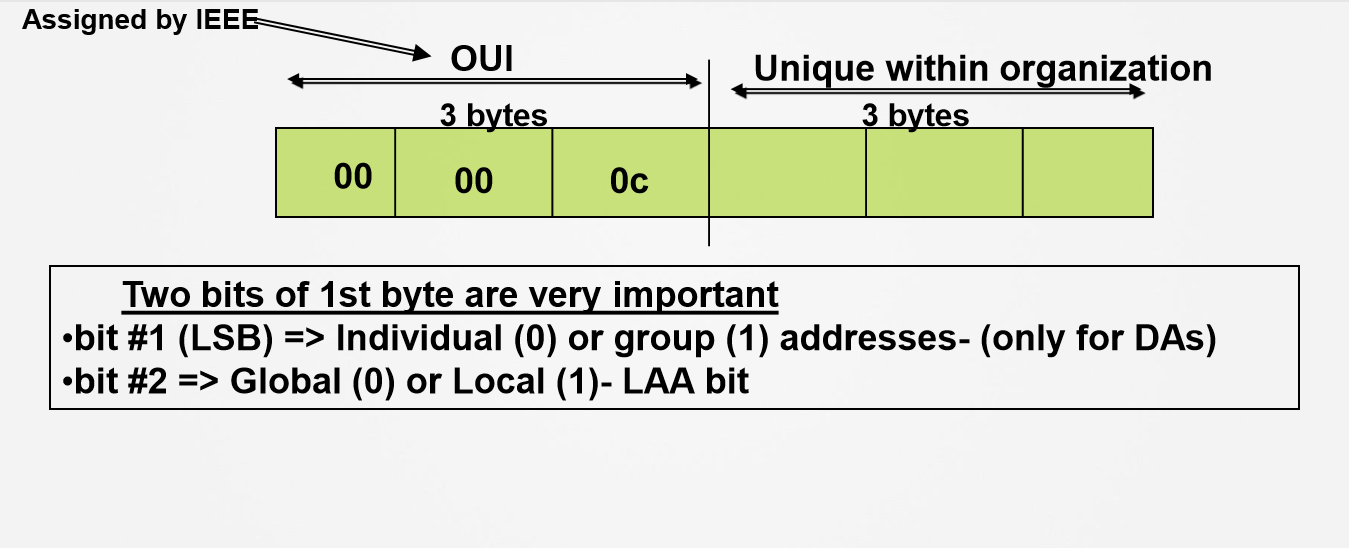 Assigned by IEEE
OUI
Unique within organization
3 bytes
3 bytes
00 00 0c
Two bits of 1st byte are very important
•bit #1 (LSB) => Individual (0) or group (1) addresses- (only for DAs)
•bit #2 => Global (0) or Local (1)- LAA bit